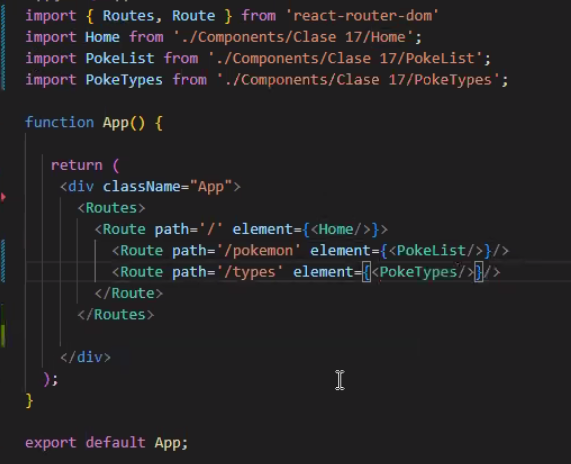 import { Routes, Route } from 'react-router-dom'
import Home from './Components/Clase 17/Home';
import PokeList from './Components/Clase 17/PokeList';
import PokeTypes from './Components/Clase 17/PokeTypes';
function App() {
return (
<div className="App">
<Routes>
<Route path='/' element={<Home/>}>
<Route path='/pokemon' element={<PokeList/>}/>
<Route path='/types' element={<PokeTypes/>}/>
</Route>
</Routes>
</div>
);
}
export default App;